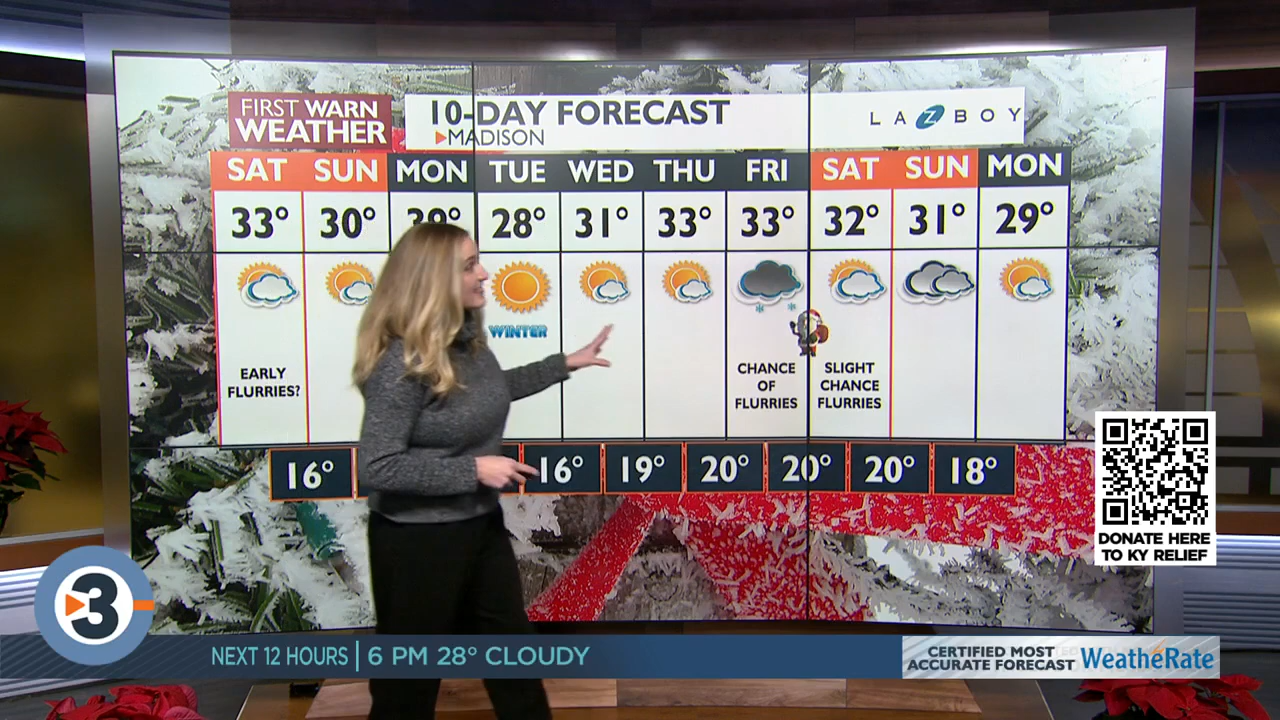 FIRST WARN
WEATHER
10-DAY FORECAST
MADISON
LA Z BOY
SAT SUN MON TUE WED THU FRI SAT SUN MON
33° 30° 39° 28° 31° 33° 33° 32° 31° 29°
WINTER
EARLY
FLURRIES?
CHANCE
OF
FLURRIES
SLIGHT
CHANCE
FLURRIES
16° 16° 19° 20° 20° 20° 18°
DONATE HERE
TO KY RELIEF
3
NEXT 12 HOURS | 6 PM 28° CLOUDY
CERTIFIED MOST
ACCURATE FORECAST
WeatheRate